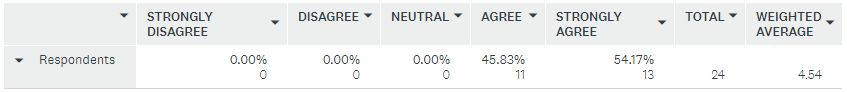 STRONGLY DISAGREE NEUTRAL AGREE STRONGLY TOTAL WEIGHTED
DISAGREE AGREE AVERAGE
Respondents 0.00% 0.00% 0.00% 45.83% 54.17%
0 0 0 11 13 24 4.54